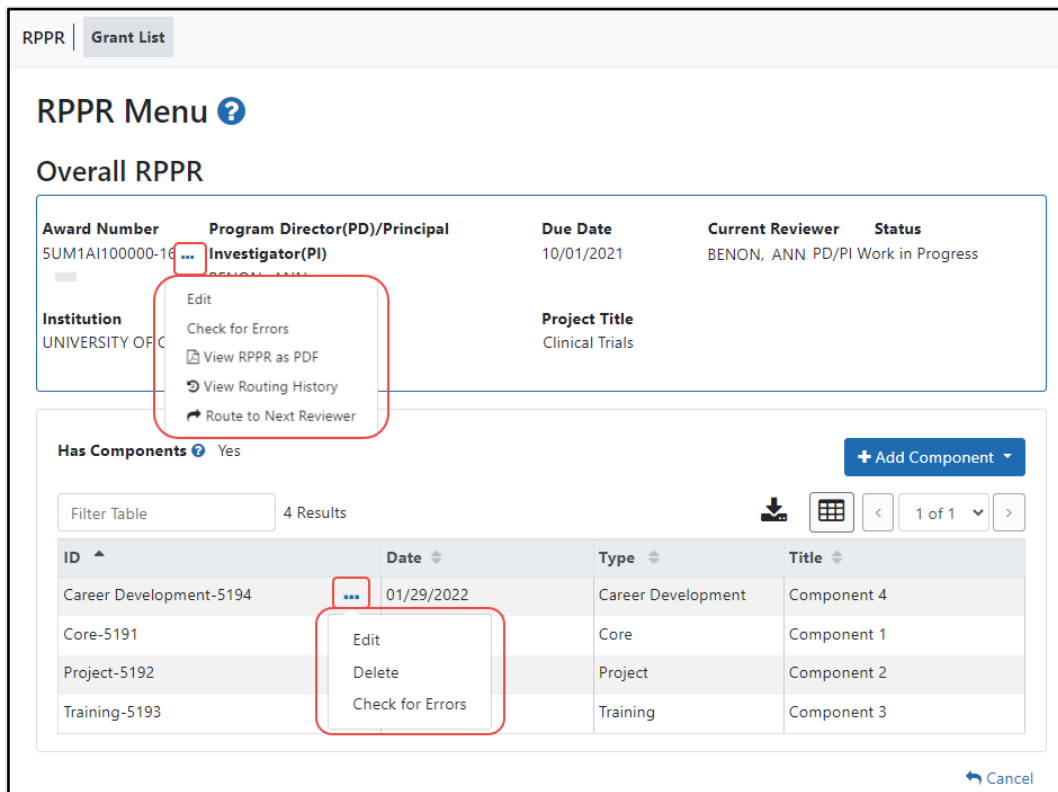 RPPR Grant List
RPPR Menu ?
Overall RPPR
Award Number Program Director(PD)/Principal Due Date Current Reviewer Status
5UM1AI100000-16 ... Investigator(PI) 10/01/2021 BENON, ANN PD/PI Work in Progress
BENON, ANN
Edit
Institution Check for Errors Project Title
UNIVERSITY OF View RPPR as PDF Clinical Trials
View Routing History
Route to Next Reviewer
Has Components ? Yes + Add Component
Filter Table 4 Results < 1 of 1 >
ID Date Type Title
Career Development-5194 ... 01/29/2022 Career Development Component 4
Core-5191 Edit Core Component 1
Project-5192 Delete Project Component 2
Training-5193 Check for Errors Training Component 3
Cancel